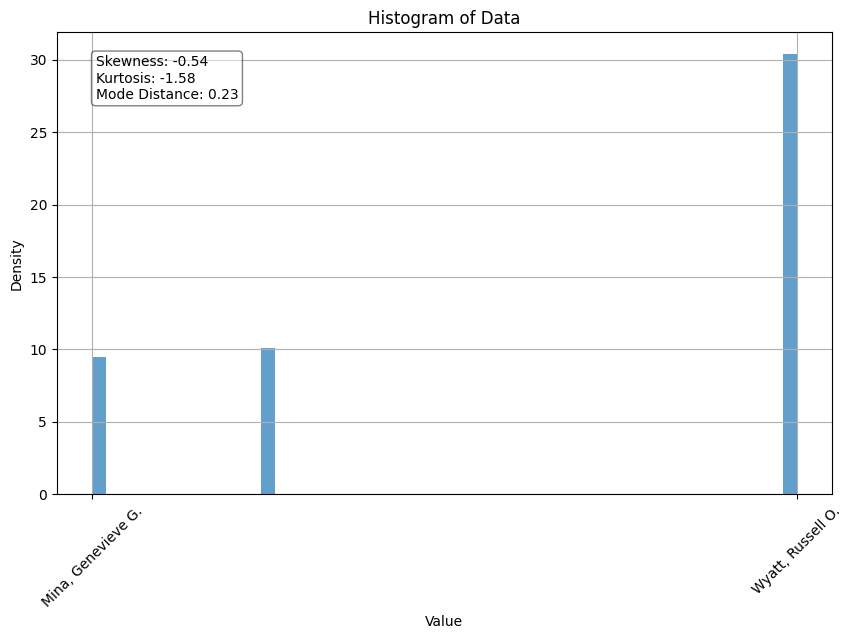 Histogram of Data
Skewness: -0.54
Kurtosis: -1.58
Mode Distance: 0.23
Density
30
25
20
15
10
5
0
Mina, Genevieve G.
Wyatt, Russell O.
Value